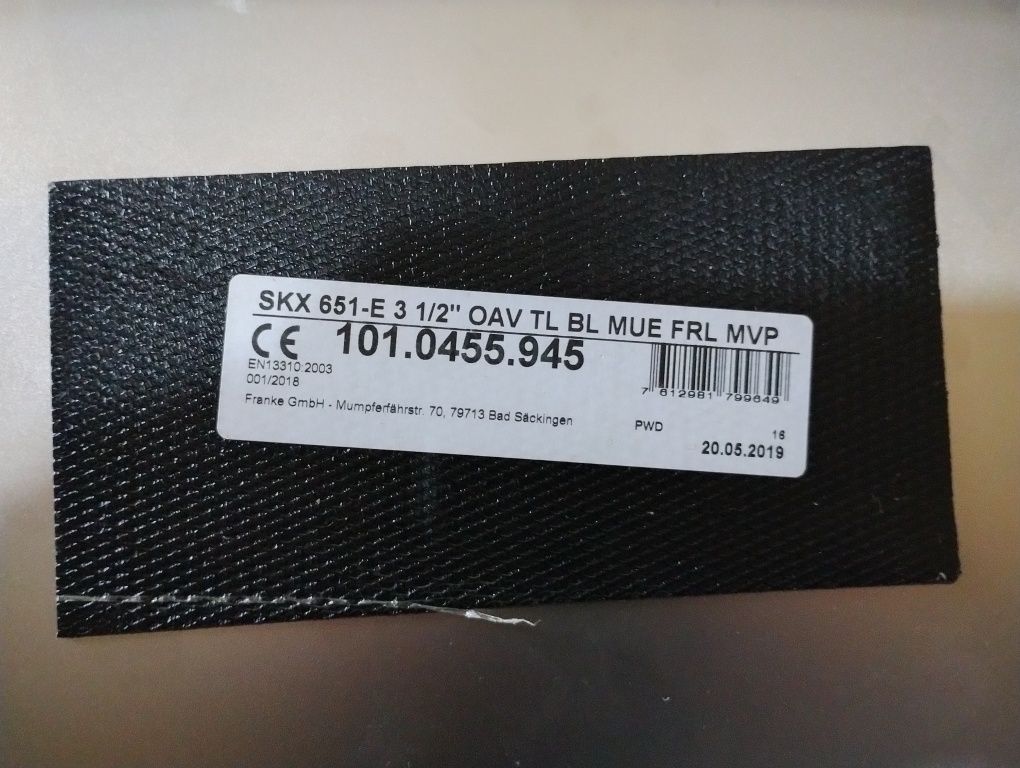 SKX 651-E 3 1/2" OAV TL BL MUE FRL MVP
CE 101.0455.945
EN13310:2003
001/2018
7 612981 799649
Franke GmbH - Mumpferfährstr. 70, 79713 Bad Säckingen
PWD
16
20.05.2019